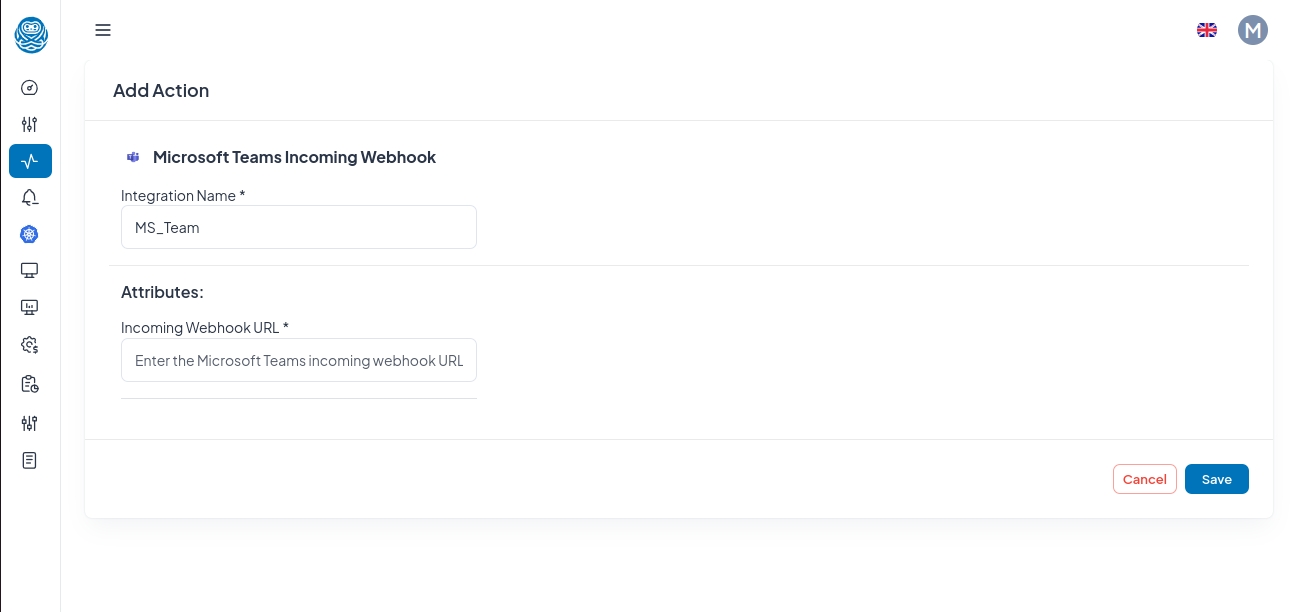 M
Add Action
Microsoft Teams Incoming Webhook
Integration Name *
MS_Team
Attributes:
Incoming Webhook URL *
Enter the Microsoft Teams incoming webhook URL
Cancel
Save